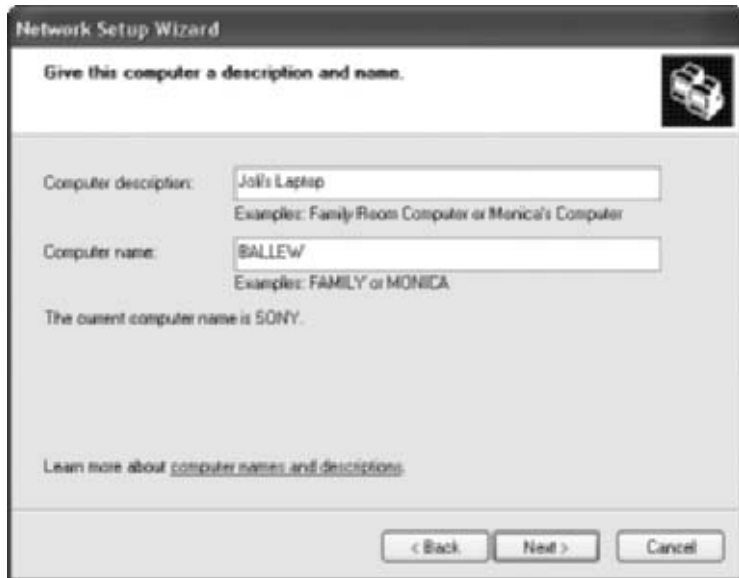 Network Setup Wizard
Give this computer a description and name.
Computer description: Joli's Laptop
Examples: Family Room Computer or Monica's Computer
Computer name: BALLEW
Examples: FAMILY or MONICA
The current computer name is SONY.
Learn more about computer names and descriptions.
< Back Next > Cancel